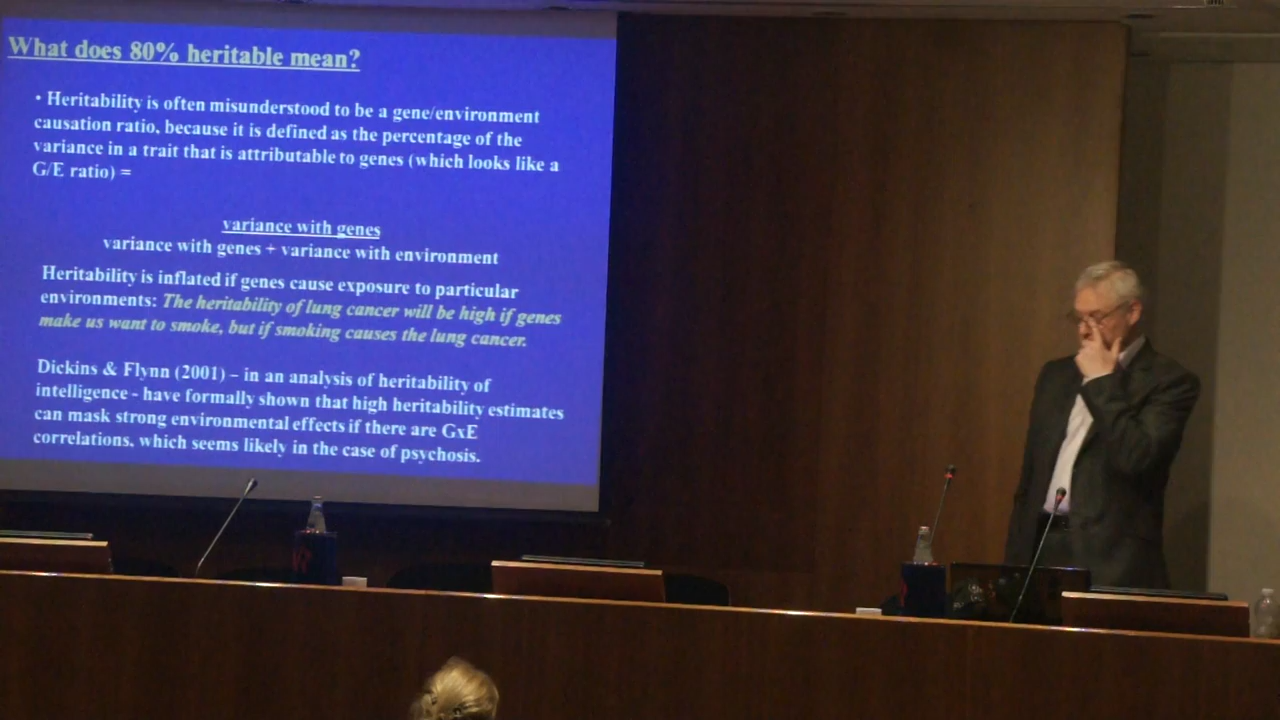 What does 80% heritable mean?
• Heritability is often misunderstood to be a gene/environment
causation ratio, because it is defined as the percentage of the
variance in a trait that is attributable to genes (which looks like a
G/E ratio) =
variance with genes
variance with genes + variance with environment
Heritability is inflated if genes cause exposure to particular
environments: The heritability of lung cancer will be high if genes
make us want to smoke, but if smoking causes the lung cancer.
Dickins & Flynn (2001) – in an analysis of heritability of
intelligence - have formally shown that high heritability estimates
can mask strong environmental effects if there are GxE
correlations, which seems likely in the case of psychosis.